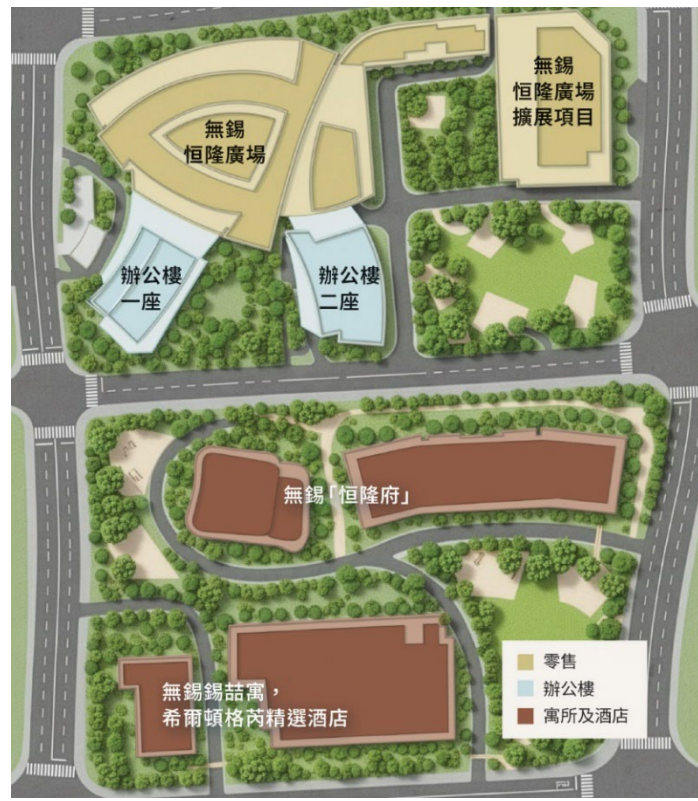 無錫
恒隆廣場
無錫
恒隆廣場
擴展項目
辦公樓
一座
辦公樓
二座
無錫「恒隆府」
無錫錫喆寓，
希爾頓格芮精選酒店
零售
辦公樓
寓所及酒店